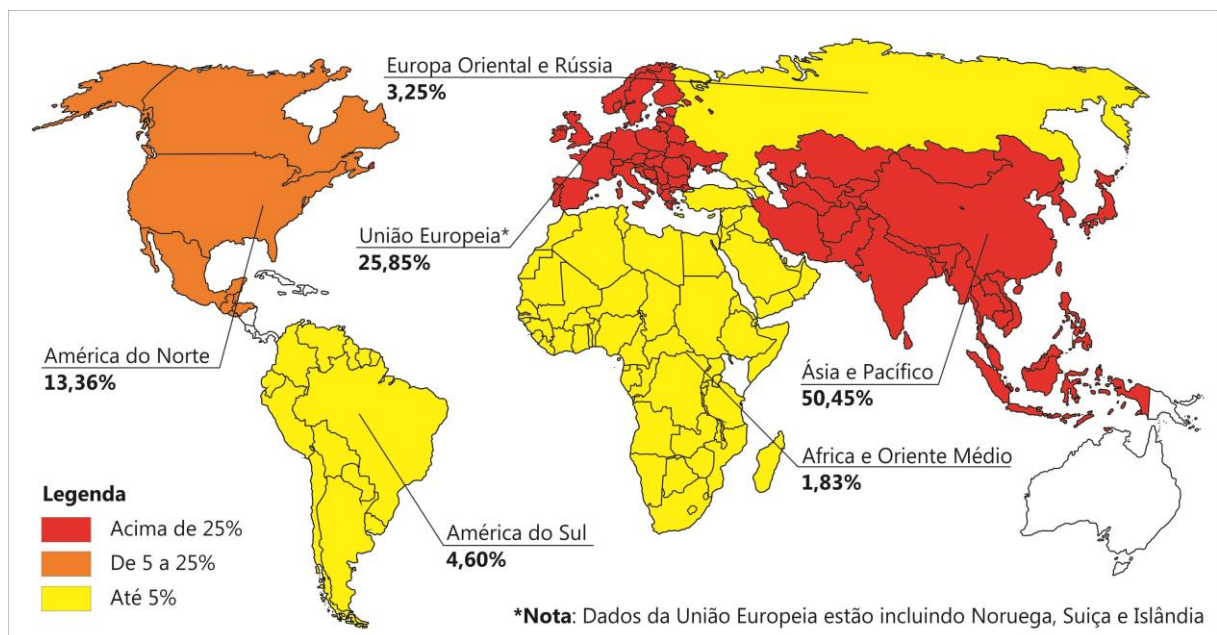 Europa Oriental e Rússia
3,25%
União Europeia*
25,85%
América do Norte
13,36%
Ásia e Pacífico
50,45%
Africa e Oriente Médio
1,83%
América do Sul
4,60%
Legenda
Acima de 25%
De 5 a 25%
Até 5%
*Nota: Dados da União Europeia estão incluindo Noruega, Suiça e Islândia